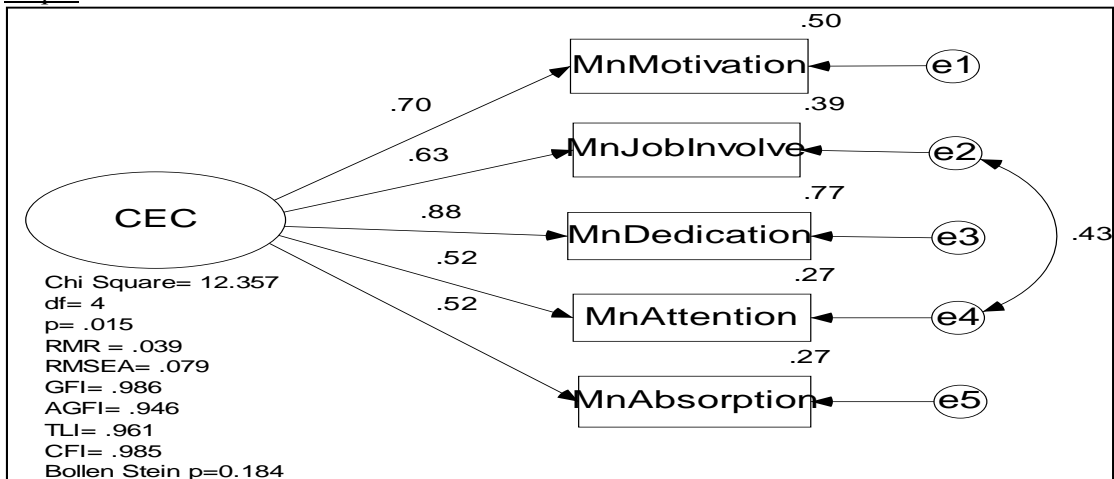 .50
MnMotivation
e1
.70
.39
.63
MnJobInvolve
e2
.77
CEC
.88
MnDedication
e3
.43
.52
.27
.52
MnAttention
e4
.27
MnAbsorption
e5
Chi Square= 12.357
df= 4
p= .015
RMR = .039
RMSEA= .079
GFI= .986
AGFI= .946
TLI= .961
CFI= .985
Bollen Stein p=0.184